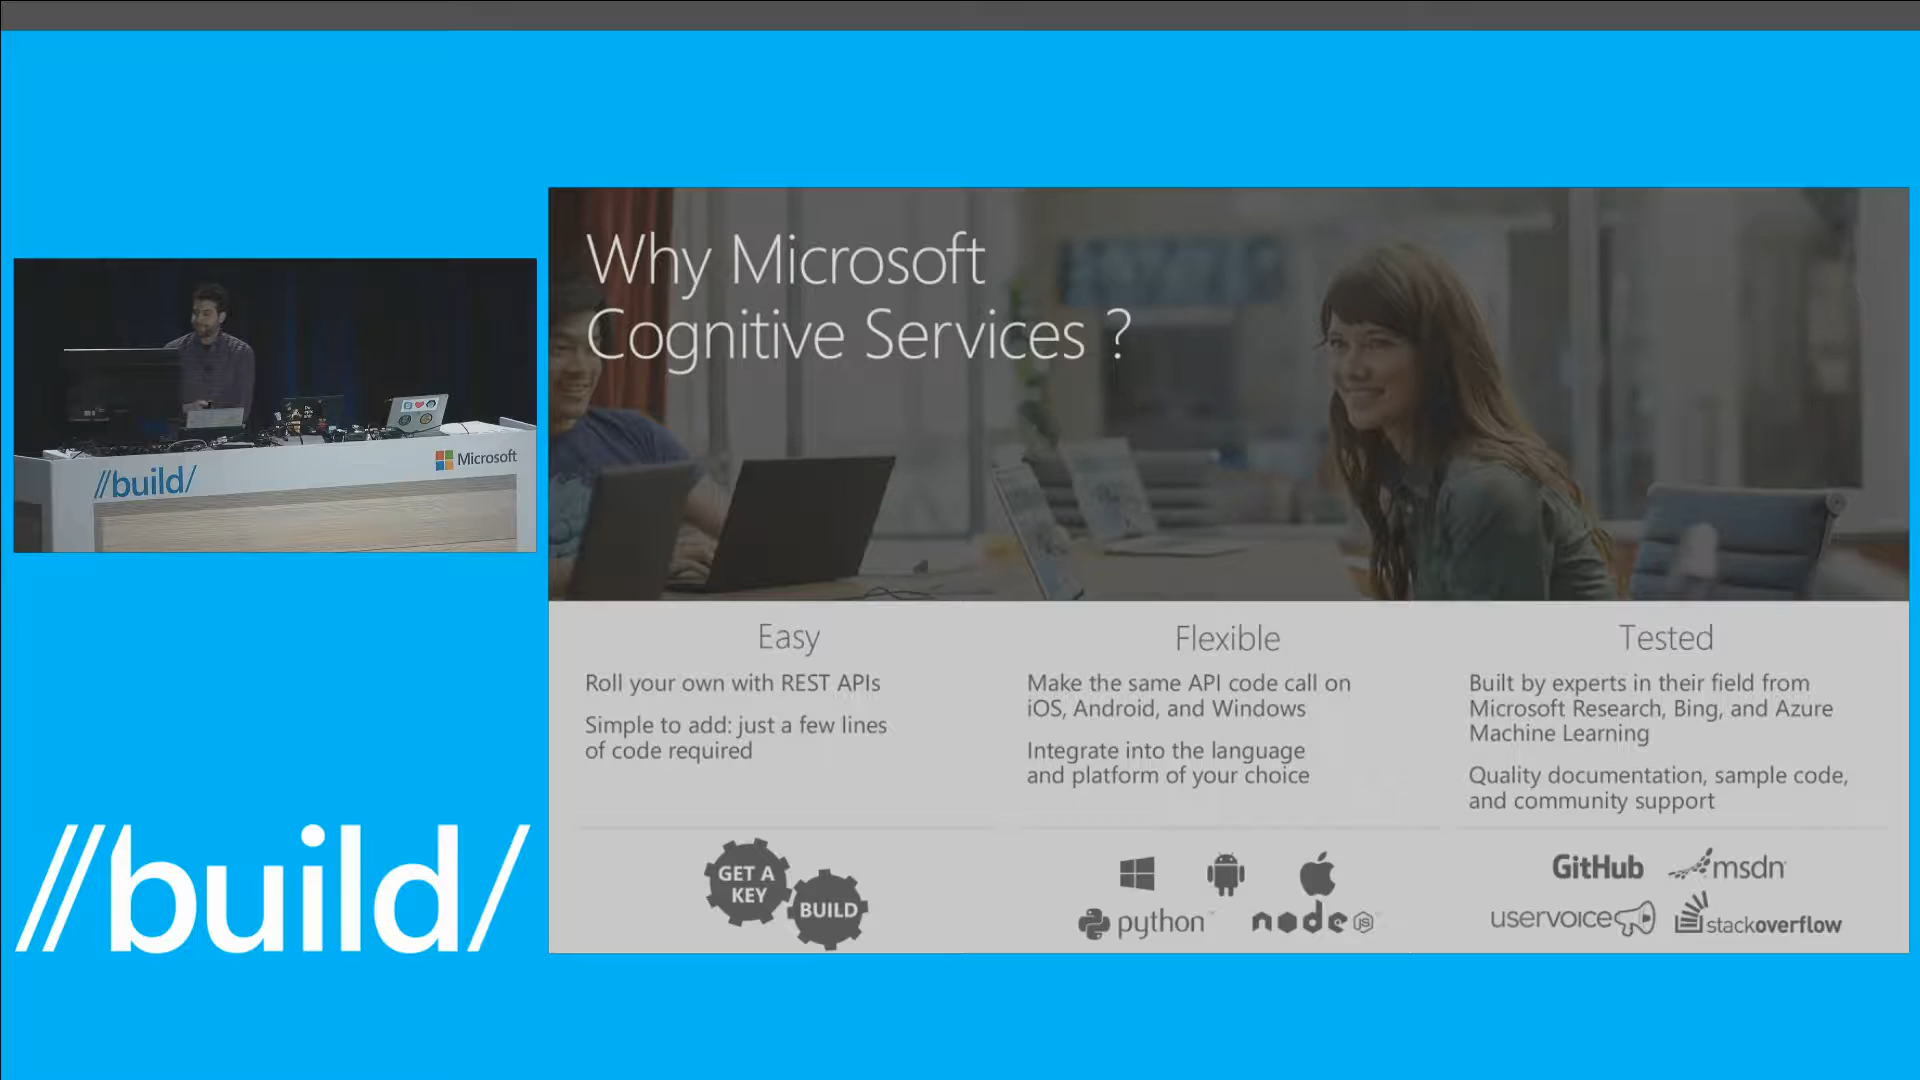 Why Microsoft
Cognitive Services ?
//build/
Microsoft
Easy
Roll your own with REST APIs
Simple to add: just a few lines
of code required
GET A
KEY
BUILD
Flexible
Make the same API code call on
iOS, Android, and Windows
Integrate into the language
and platform of your choice
python
node
JS
Tested
Built by experts in their field from
Microsoft Research, Bing, and Azure
Machine Learning
Quality documentation, sample code,
and community support
GitHub
msdn
uservoice
stackoverflow
//build/